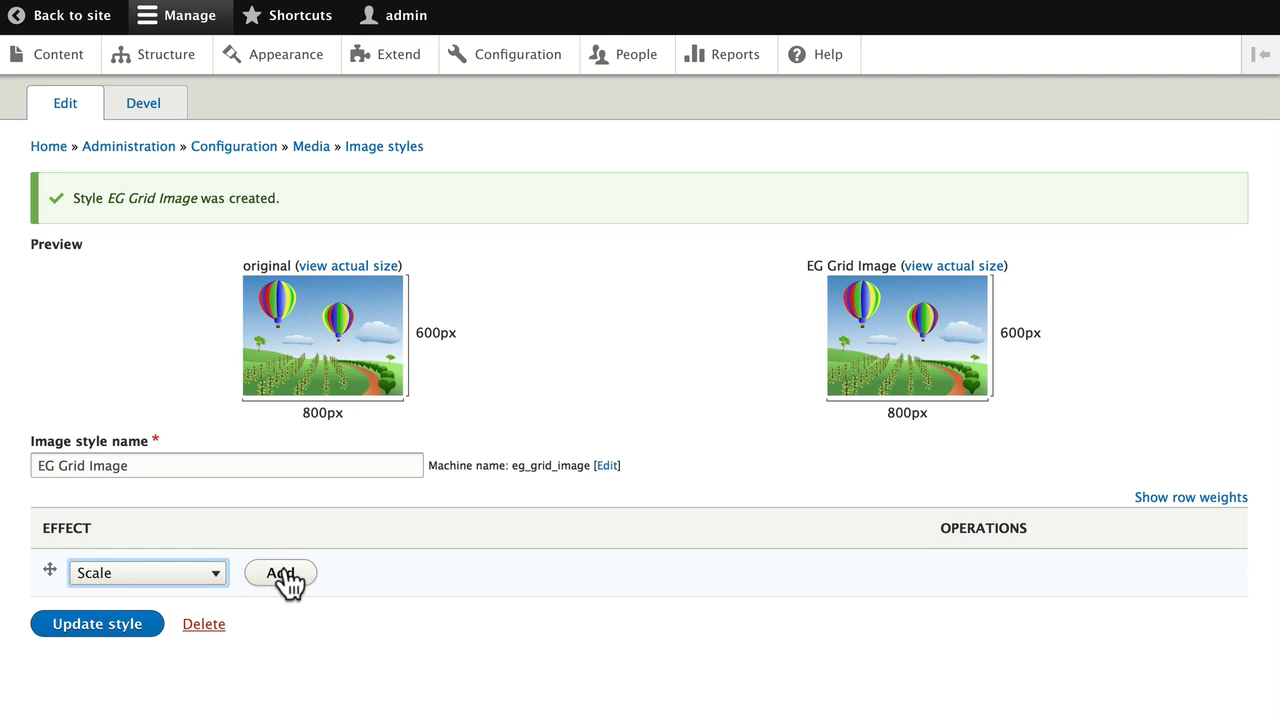 Back to site Manage Shortcuts admin
Content Structure Appearance Extend Configuration People Reports Help
Edit Devel
Home » Administration » Configuration » Media » Image styles
Style EG Grid Image was created.
Preview
original (view actual size) EG Grid Image (view actual size)
600px 600px
800px 800px
Image style name *
EG Grid Image Machine name: eg_grid_image [Edit]
Show row weights
EFFECT OPERATIONS
Scale Add
Update style Delete